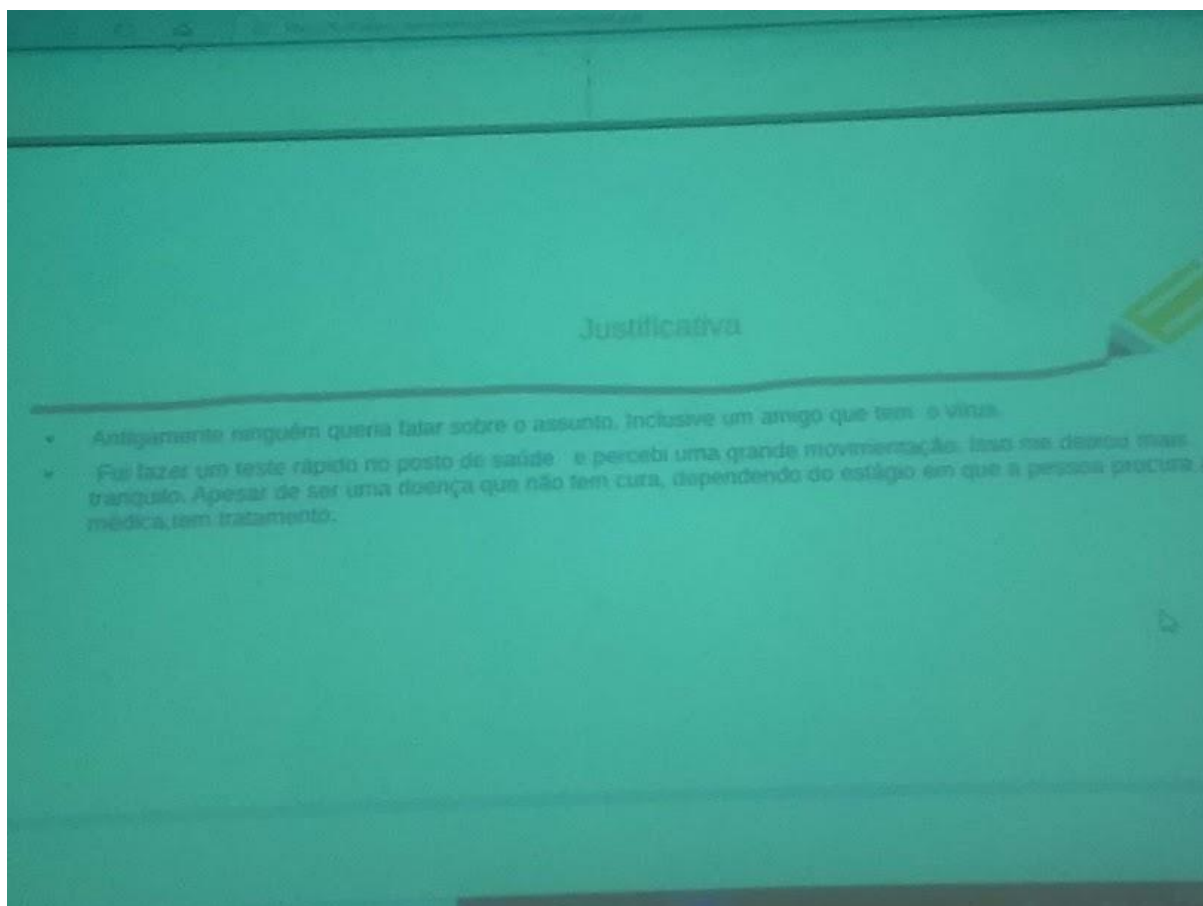 Justificativa
Antigamente ninguém queria falar sobre o assunto. Inclusive um amigo que tem o vírus.
Fui fazer um teste rápido no posto de saúde e percebi uma grande movimentação. Isso me deixou mais
tranquilo. Apesar de ser uma doença que não tem cura, dependendo do estágio em que a pessoa procura
médica,tem tratamento.